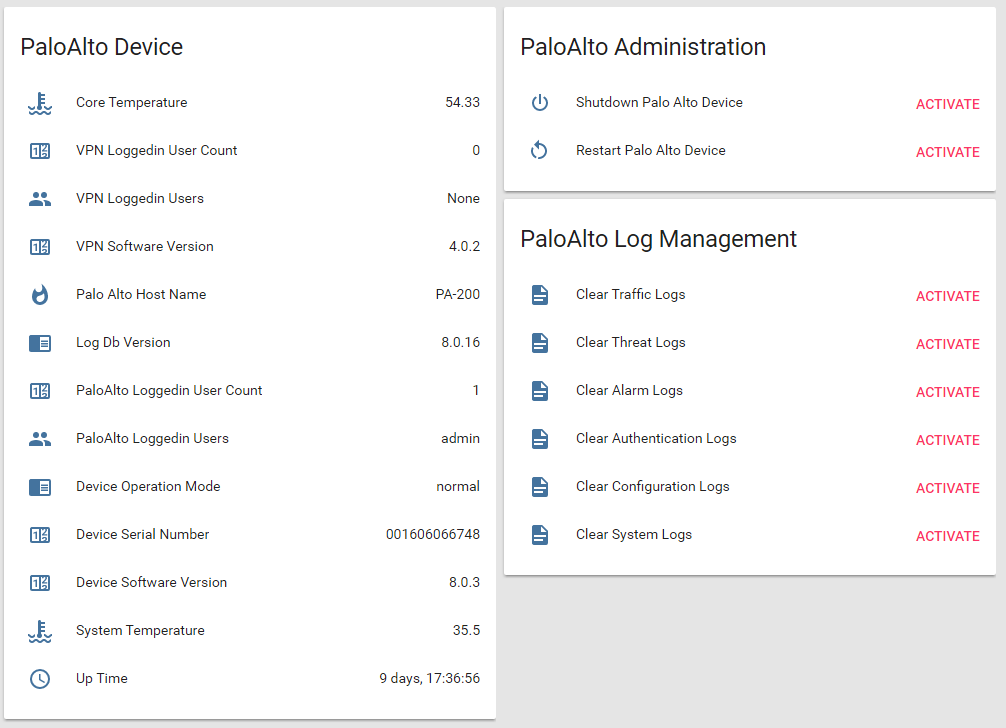 PaloAlto Device
Core Temperature 54.33
VPN Loggedin User Count 0
VPN Loggedin Users None
VPN Software Version 4.0.2
Palo Alto Host Name PA-200
Log Db Version 8.0.16
PaloAlto Loggedin User Count 1
PaloAlto Loggedin Users admin
Device Operation Mode normal
Device Serial Number 001606066748
Device Software Version 8.0.3
System Temperature 35.5
Up Time 9 days, 17:36:56
PaloAlto Administration
Shutdown Palo Alto Device ACTIVATE
Restart Palo Alto Device ACTIVATE
PaloAlto Log Management
Clear Traffic Logs ACTIVATE
Clear Threat Logs ACTIVATE
Clear Alarm Logs ACTIVATE
Clear Authentication Logs ACTIVATE
Clear Configuration Logs ACTIVATE
Clear System Logs ACTIVATE